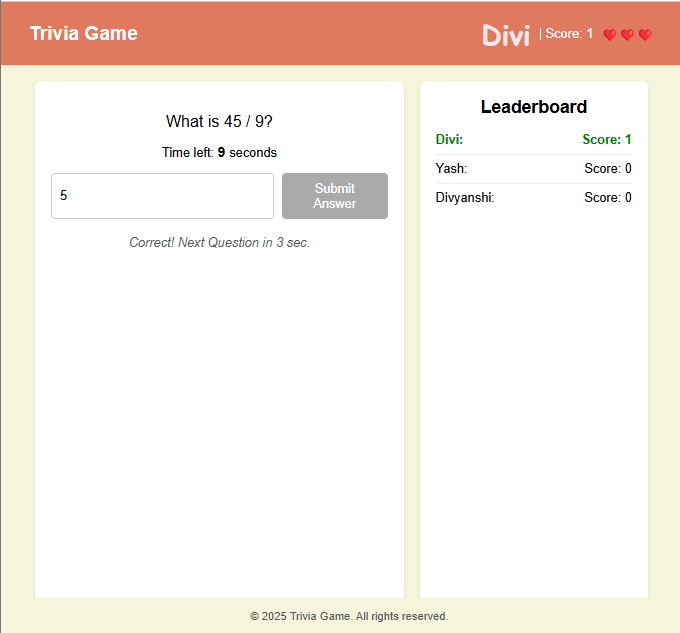 Trivia Game
Divi | Score: 1
What is 45 / 9?
Time left: 9 seconds
5
Submit
Answer
Correct! Next Question in 3 sec.
Leaderboard
Divi: Score: 1
Yash: Score: 0
Divyanshi: Score: 0
© 2025 Trivia Game. All rights reserved.